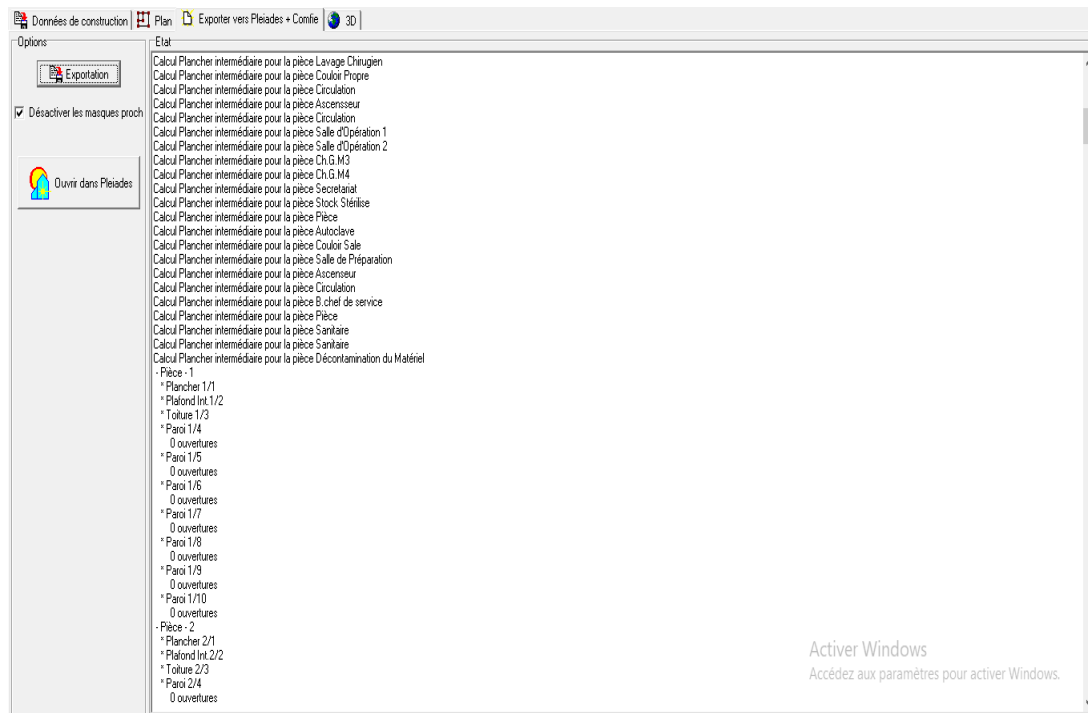 Données de construction Plan Exporter vers Pleiades + Comfie 3D
Options
Etat
Exportation
Désactiver les masques proch
Ouvrir dans Pleiades
Calcul Plancher intermédiaire pour la pièce Lavage Chirugien
Calcul Plancher intermédiaire pour la pièce Couloir Propre
Calcul Plancher intermédiaire pour la pièce Circulation
Calcul Plancher intermédiaire pour la pièce Ascensseur
Calcul Plancher intermédiaire pour la pièce Circulation
Calcul Plancher intermédiaire pour la pièce Salle d'Opération 1
Calcul Plancher intermédiaire pour la pièce Salle d'Opération 2
Calcul Plancher intermédiaire pour la pièce Ch.G.M3
Calcul Plancher intermédiaire pour la pièce Ch.G.M4
Calcul Plancher intermédiaire pour la pièce Secretariat
Calcul Plancher intermédiaire pour la pièce Stock Stérilise
Calcul Plancher intermédiaire pour la pièce Pièce
Calcul Plancher intermédiaire pour la pièce Autoclave
Calcul Plancher intermédiaire pour la pièce Couloir Sale
Calcul Plancher intermédiaire pour la pièce Salle de Préparation
Calcul Plancher intermédiaire pour la pièce Ascenseur
Calcul Plancher intermédiaire pour la pièce Circulation
Calcul Plancher intermédiaire pour la pièce B.chef de service
Calcul Plancher intermédiaire pour la pièce Pièce
Calcul Plancher intermédiaire pour la pièce Sanitaire
Calcul Plancher intermédiaire pour la pièce Sanitaire
Calcul Plancher intermédiaire pour la pièce Décontamination du Matériel
- Pièce - 1
* Plancher 1/1
* Plafond Int.1/2
* Toiture 1/3
* Paroi 1/4
0 ouvertures
* Paroi 1/5
0 ouvertures
* Paroi 1/6
0 ouvertures
* Paroi 1/7
0 ouvertures
* Paroi 1/8
0 ouvertures
* Paroi 1/9
0 ouvertures
* Paroi 1/10
0 ouvertures
- Pièce - 2
* Plancher 2/1
* Plafond Int.2/2
* Toiture 2/3
* Paroi 2/4
0 ouvertures
Activer Windows
Accédez aux paramètres pour activer Windows.